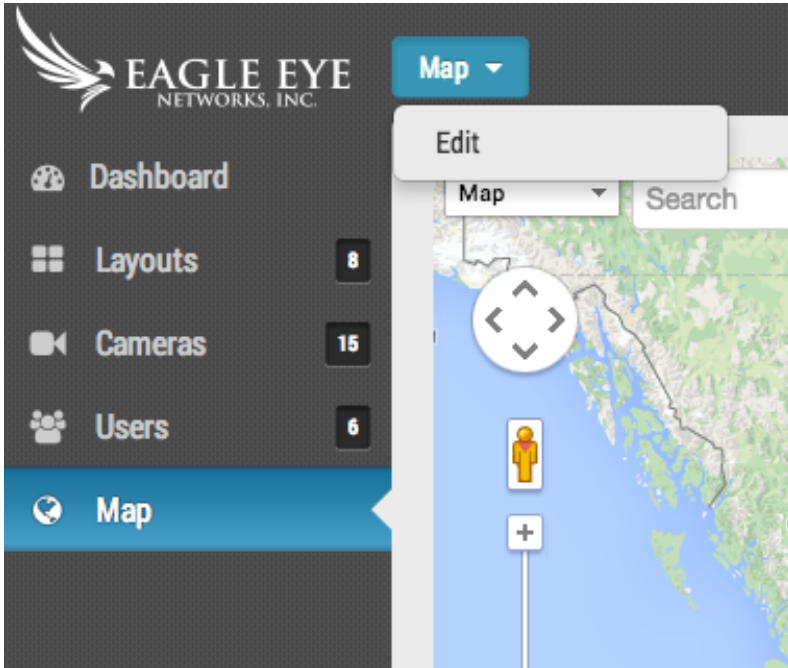 EAGLE EYE
NETWORKS, INC.
Map
Edit
Map
Search
Dashboard
Layouts 8
Cameras 15
Users 6
Map
+